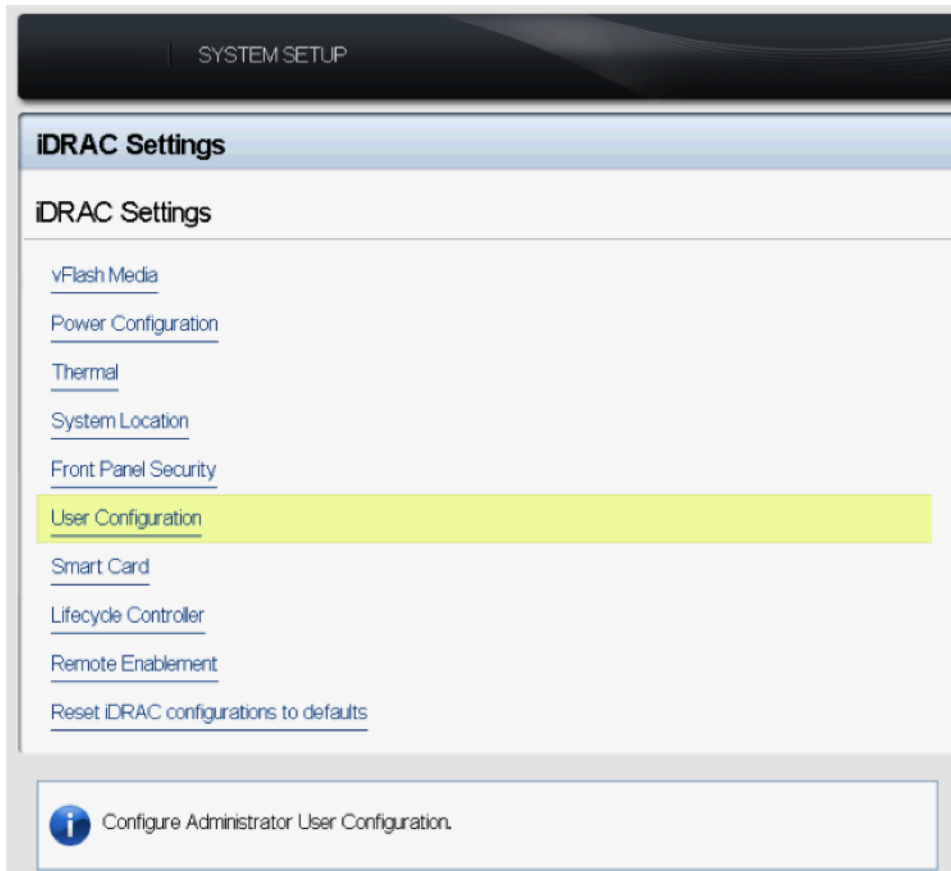 SYSTEM SETUP
iDRAC Settings
iDRAC Settings
vFlash Media
Power Configuration
Thermal
System Location
Front Panel Security
User Configuration
Smart Card
Lifecycle Controller
Remote Enablement
Reset iDRAC configurations to defaults
Configure Administrator User Configuration.